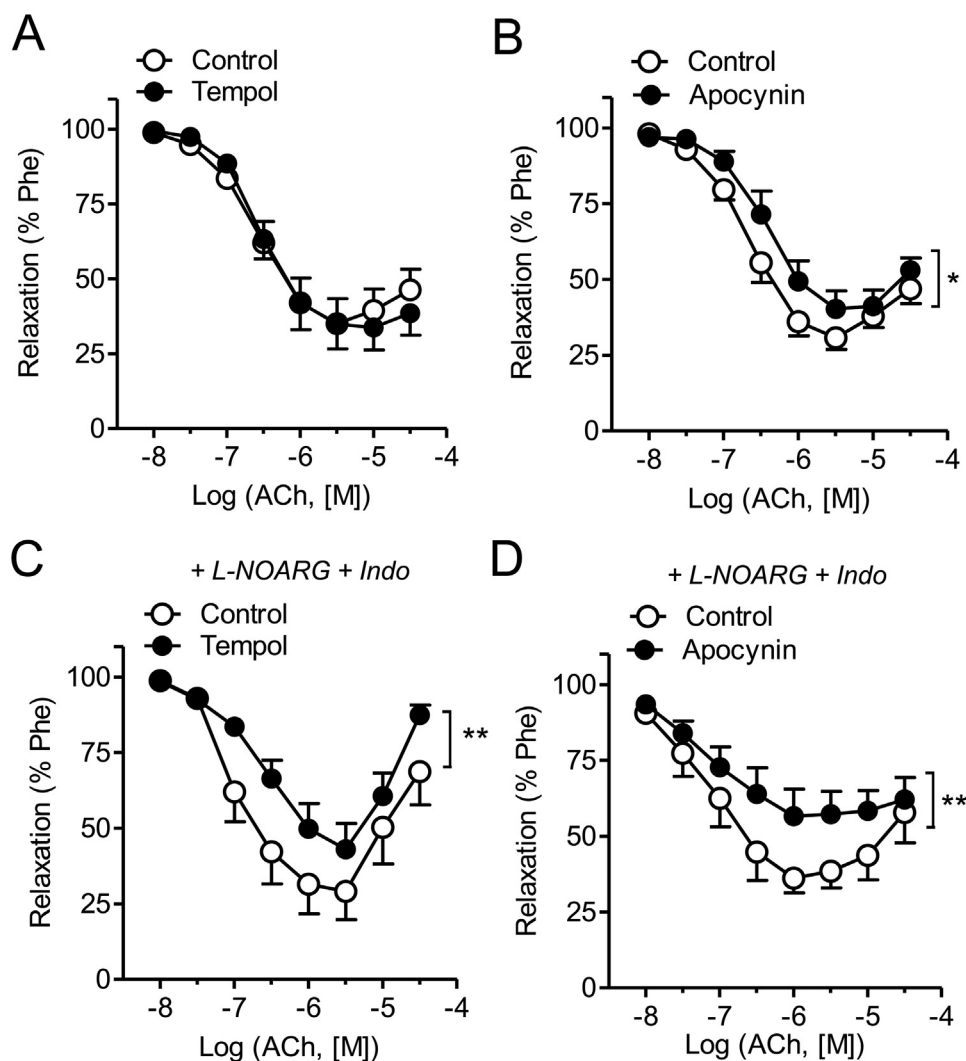 A
Control
Tempol
Relaxation (% Phe)
100
75
50
25
0
-8 -7 -6 -5 -4
Log (ACh, [M])
B
Control
Apocynin
Relaxation (% Phe)
100
75
50
25
0
*
-8 -7 -6 -5 -4
Log (ACh, [M])
C
+ L-NOARG + Indo
Control
Tempol
Relaxation (% Phe)
100
75
50
25
0
**
-8 -7 -6 -5 -4
Log (ACh, [M])
D
+ L-NOARG + Indo
Control
Apocynin
Relaxation (% Phe)
100
75
50
25
0
**
-8 -7 -6 -5 -4
Log (ACh, [M])